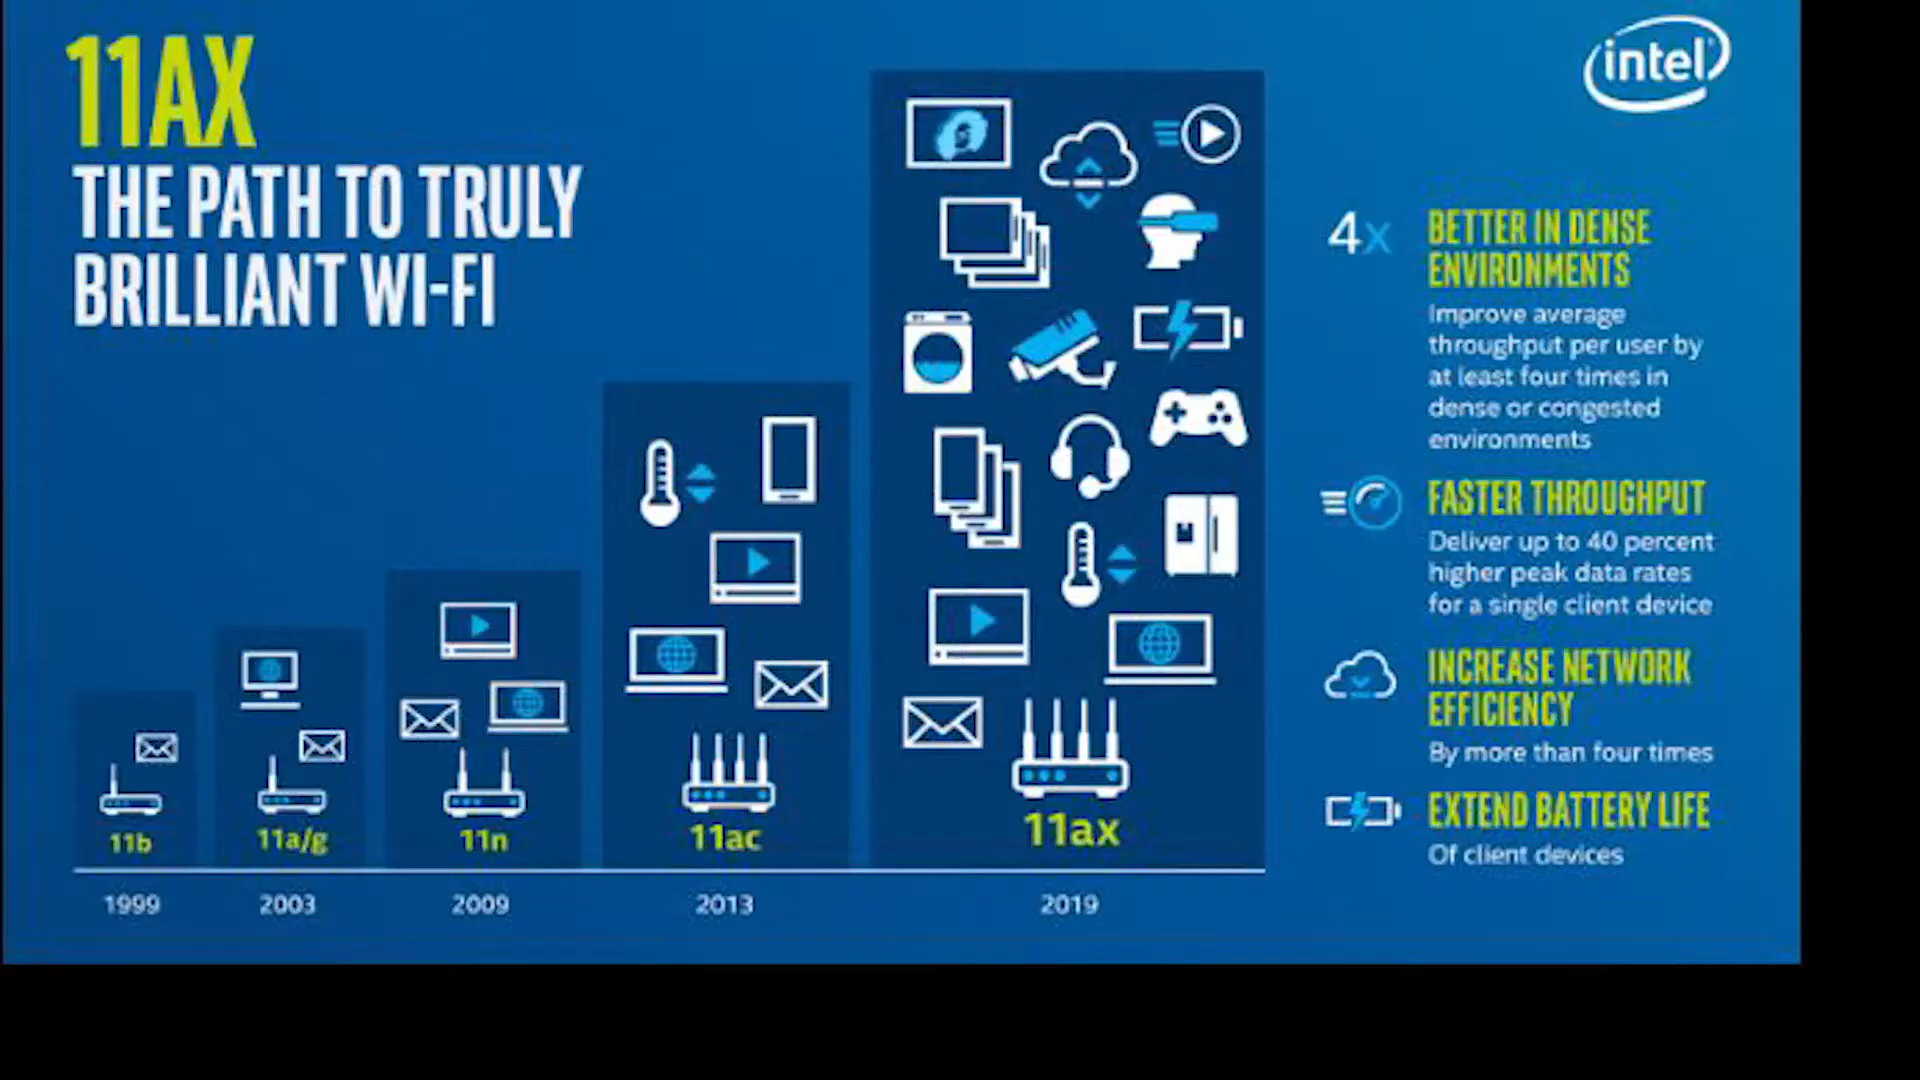 11AX
THE PATH TO TRULY
BRILLIANT WI-FI
intel
4x
BETTER IN DENSE
ENVIRONMENTS
Improve average
throughput per user by
at least four times in
dense or congested
environments
FASTER THROUGHPUT
Deliver up to 40 percent
higher peak data rates
for a single client device
INCREASE NETWORK
EFFICIENCY
By more than four times
EXTEND BATTERY LIFE
Of client devices
11b
11a/g
11n
11ac
11ax
1999
2003
2009
2013
2019